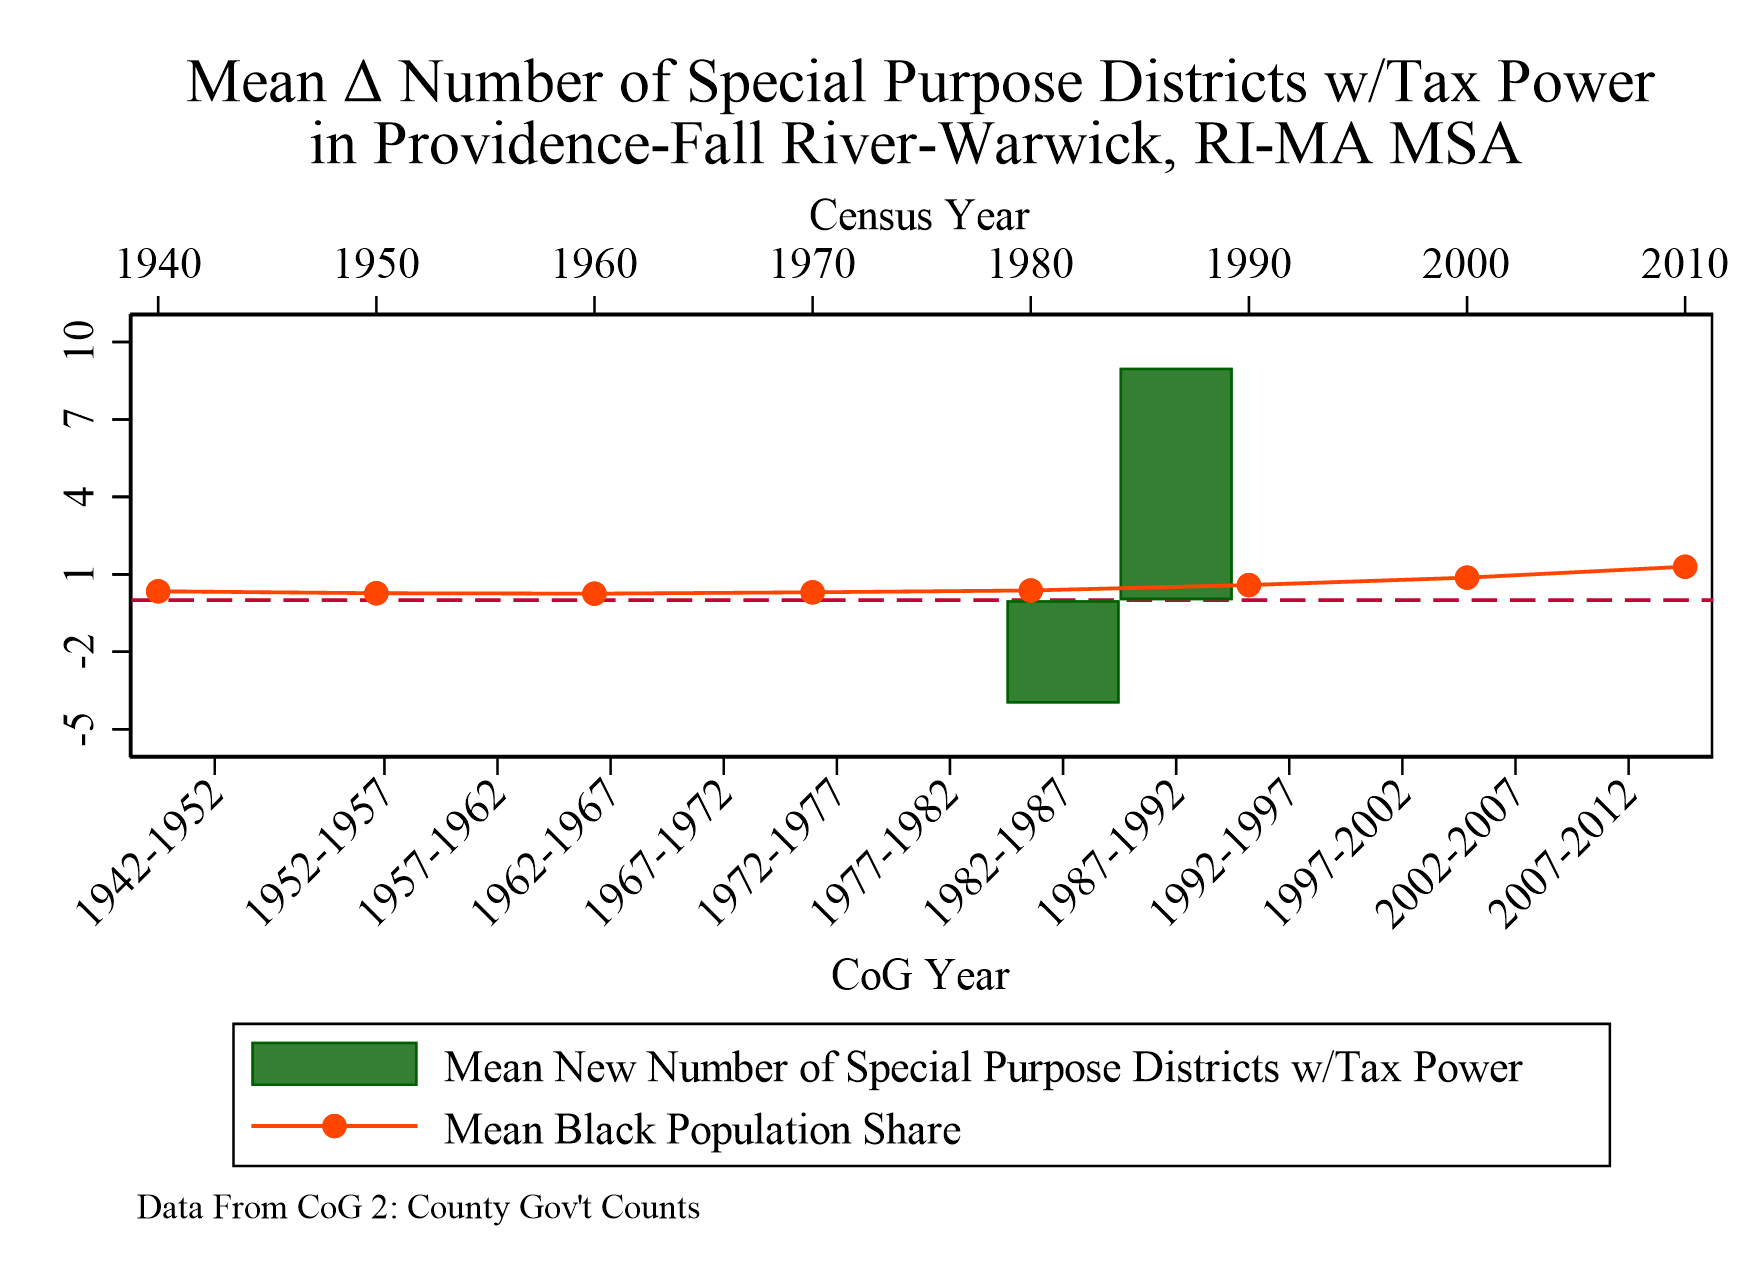 Mean Δ Number of Special Purpose Districts w/Tax Power
in Providence-Fall River-Warwick, RI-MA MSA
Census Year
1940 1950 1960 1970 1980 1990 2000 2010
10
7
4
1
-2
-5
1942-1952 1952-1957 1957-1962 1962-1967 1967-1972 1972-1977 1977-1982 1982-1987 1987-1992 1992-1997 1997-2002 2002-2007 2007-2012
CoG Year
Mean New Number of Special Purpose Districts w/Tax Power
Mean Black Population Share
Data From CoG 2: County Gov't Counts